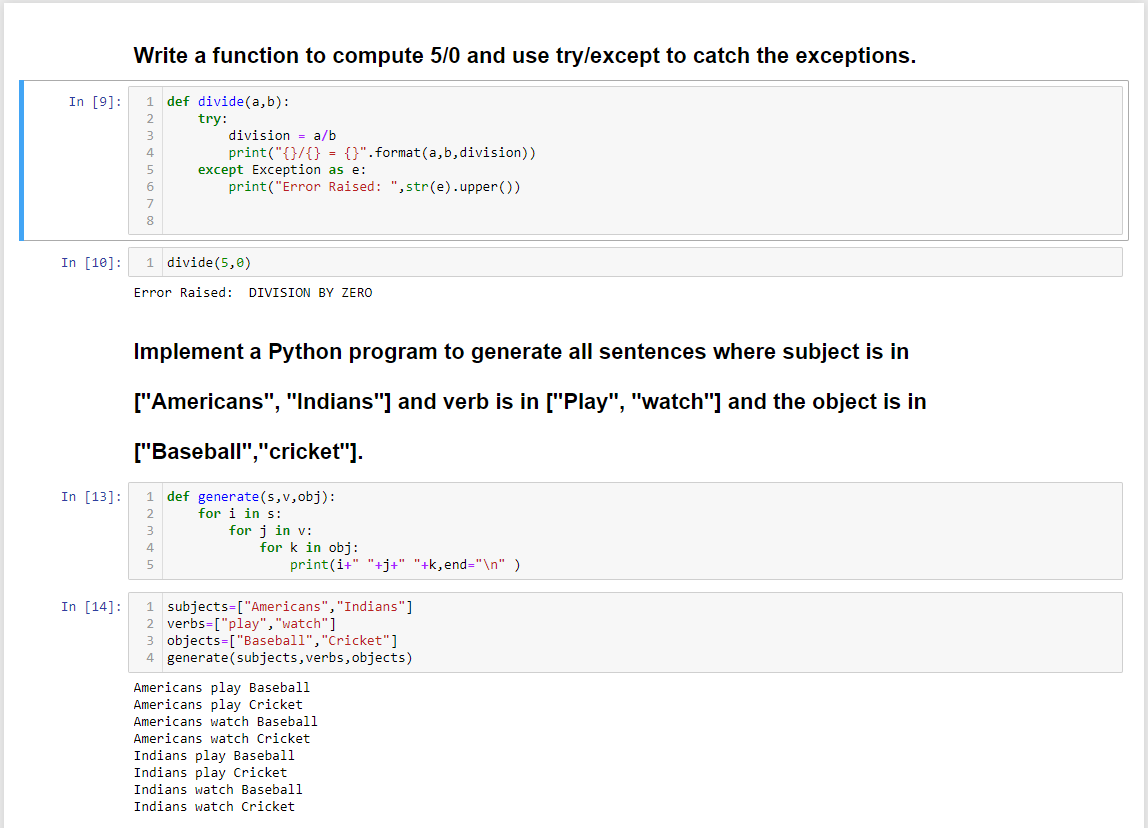 Write a function to compute 5/0 and use try/except to catch the exceptions.
In [9]:
1 def divide(a,b):
2     try:
3         division = a/b
4         print("{}/{} = {}".format(a,b,division))
5     except Exception as e:
6         print("Error Raised: ",str(e).upper())
7
8
In [10]:
1 divide(5,0)
Error Raised:  DIVISION BY ZERO
Implement a Python program to generate all sentences where subject is in
["Americans", "Indians"] and verb is in ["Play", "watch"] and the object is in
["Baseball","cricket"].
In [13]:
1 def generate(s,v,obj):
2     for i in s:
3         for j in v:
4             for k in obj:
5                 print(i+" "+j+" "+k,end="\n" )
In [14]:
1 subjects=["Americans","Indians"]
2 verbs=["play","watch"]
3 objects=["Baseball","Cricket"]
4 generate(subjects,verbs,objects)
Americans play Baseball
Americans play Cricket
Americans watch Baseball
Americans watch Cricket
Indians play Baseball
Indians play Cricket
Indians watch Baseball
Indians watch Cricket